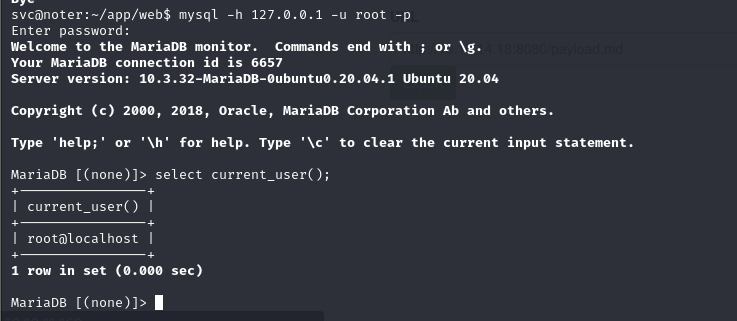 Bye
svc@noter:~/app/web$ mysql -h 127.0.0.1 -u root -p
Enter password:
Welcome to the MariaDB monitor.  Commands end with ; or \g.
Your MariaDB connection id is 6657
Server version: 10.3.32-MariaDB-0ubuntu0.20.04.1 Ubuntu 20.04
Copyright (c) 2000, 2018, Oracle, MariaDB Corporation Ab and others.
Type 'help;' or '\h' for help. Type '\c' to clear the current input statement.
MariaDB [(none)]> select current_user();
+----------------+
| current_user() |
+----------------+
| root@localhost |
+----------------+
1 row in set (0.000 sec)
MariaDB [(none)]>